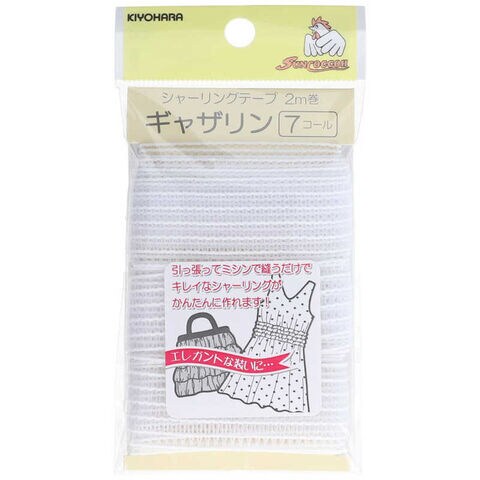 KIYOHARA
SUNCOCCOH
シャーリングテープ 2m巻
ギャザリン 7コール
引っ張ってミシンで縫うだけで
キレイなシャーリングが
かんたんに作れます!
エレガントな装いに…